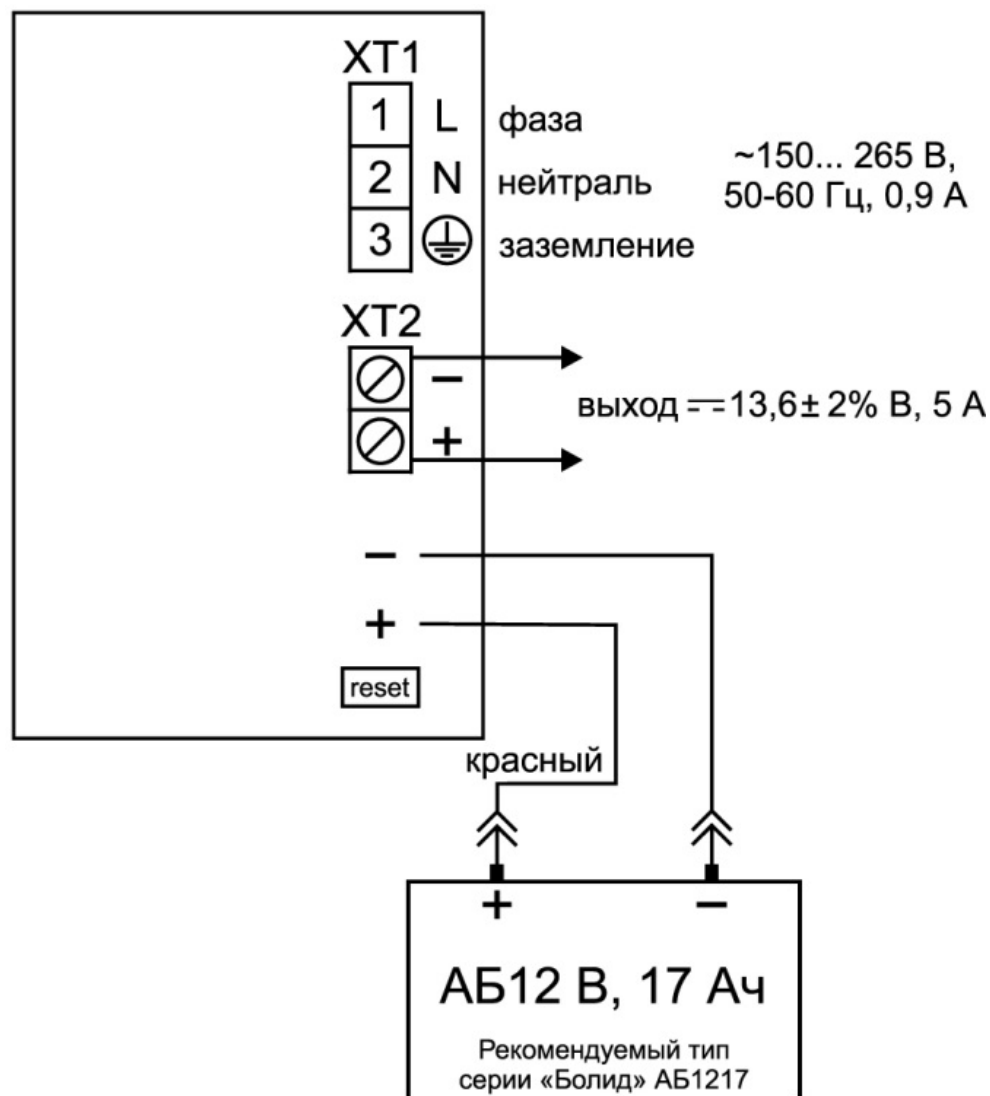 XT1
1 L фаза
2 N нейтраль
3 заземление
~150... 265 В,
50-60 Гц, 0,9 А
XT2
−
+
выход 13,6± 2% В, 5 А
−
+
reset
красный
+ −
АБ12 В, 17 Ач
Рекомендуемый тип
серии «Болид» АБ1217